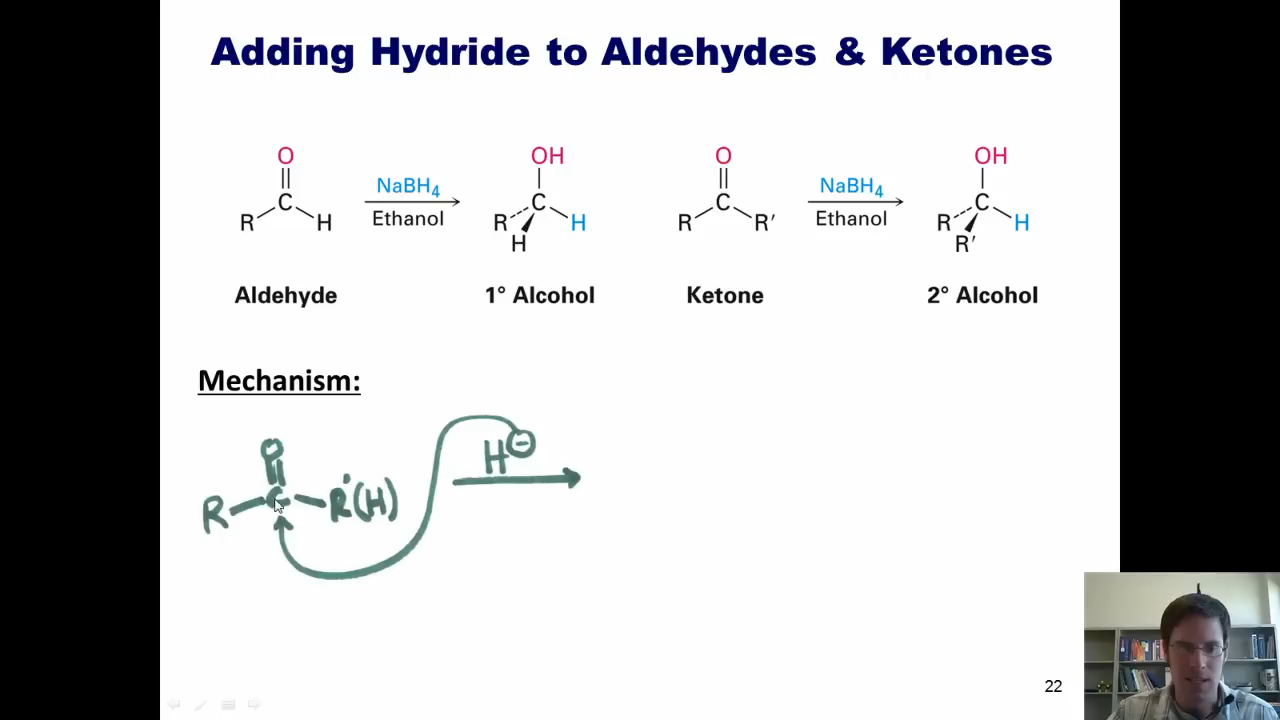 Adding Hydride to Aldehydes & Ketones
O O
C H R
NaBH4
Ethanol
OH
C R H H
O
C R R′
NaBH4
Ethanol
OH
C R R′ H
Aldehyde 1° Alcohol Ketone 2° Alcohol
Mechanism:
O
R C R′(H)
H⊖
22